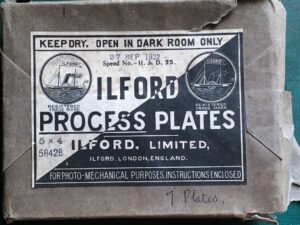 KEEP DRY. OPEN IN DARK ROOM ONLY
27 SEP 1922
Speed No.-H. & D. 25.
ILFORD
REGISTERED TRADE MARK
REGISTERED TRADE MARK
PROCESS PLATES
5 x 4
58428
ILFORD, LIMITED,
ILFORD, LONDON, ENGLAND.
FOR PHOTO-MECHANICAL PURPOSES, INSTRUCTIONS ENCLOSED
7 Plates.